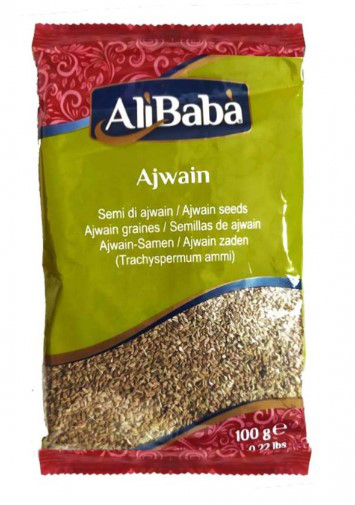 AliBaba
Ajwain
Semi di ajwain / Ajwain seeds
Ajwain graines / Semillas de ajwain
Ajwain-Samen / Ajwain zaden
(Trachyspermum ammi)
100 g ℮
0.22 lbs